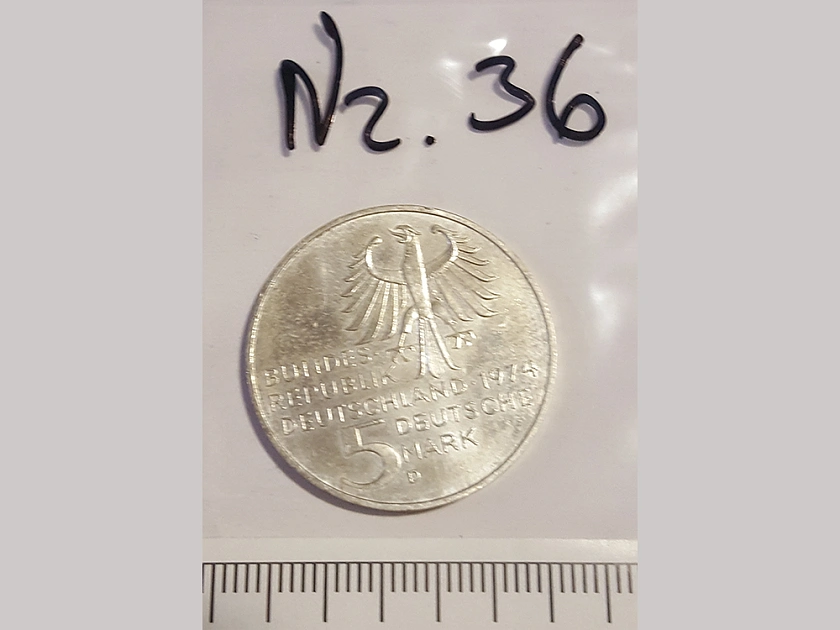 Nr. 36
BUNDES-
REPUBLIK
DEUTSCHLAND·1974
5 DEUTSCHE
MARK
D